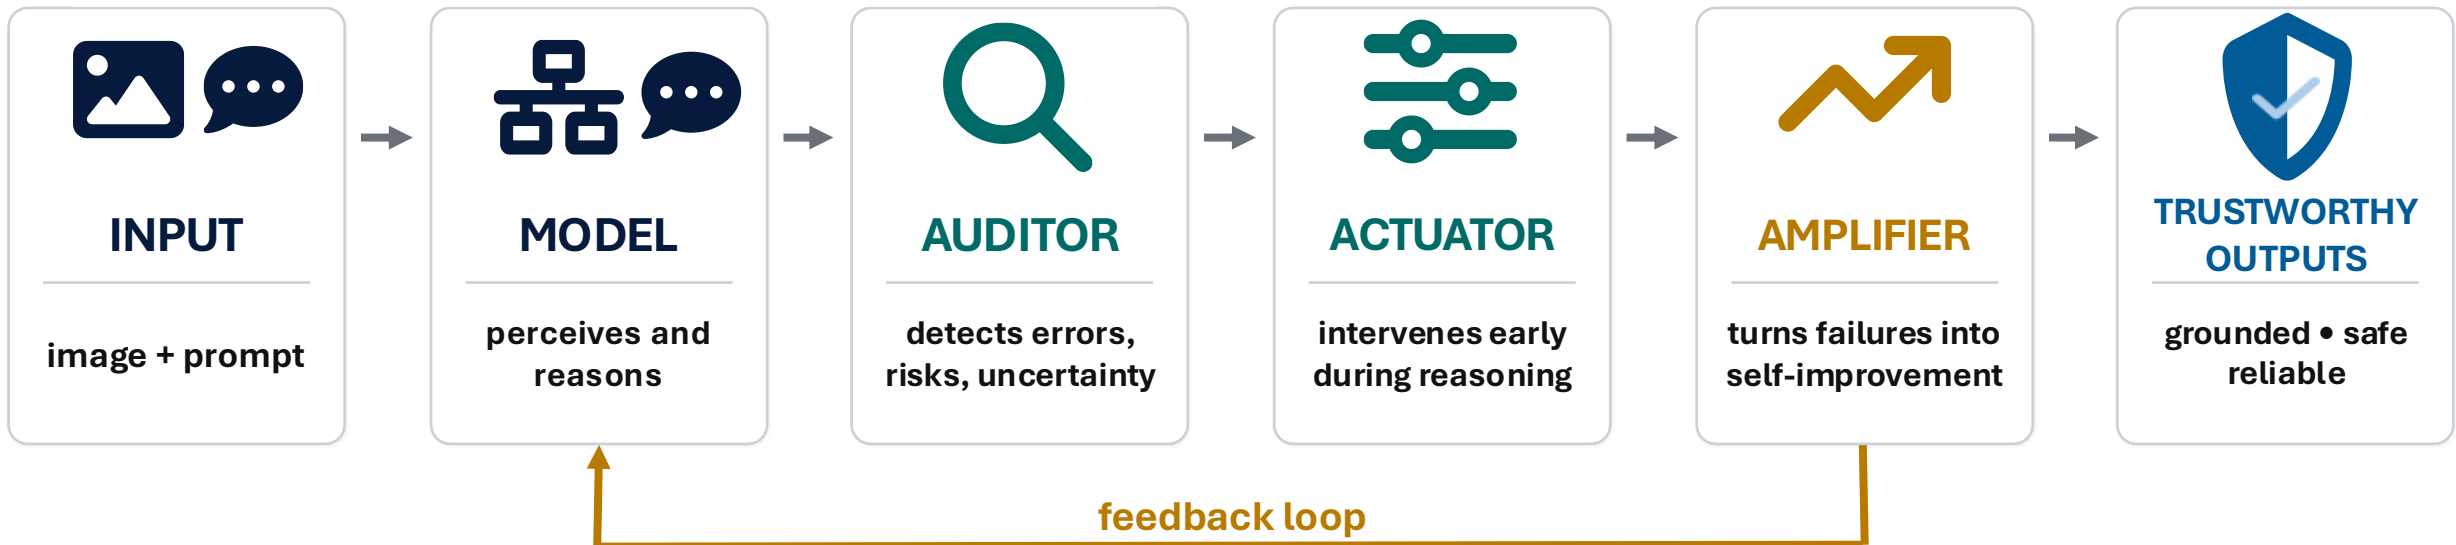 INPUT
image + prompt
MODEL
perceives and
reasons
AUDITOR
detects errors,
risks, uncertainty
ACTUATOR
intervenes early
during reasoning
AMPLIFIER
turns failures into
self-improvement
TRUSTWORTHY
OUTPUTS
grounded • safe
reliable
feedback loop